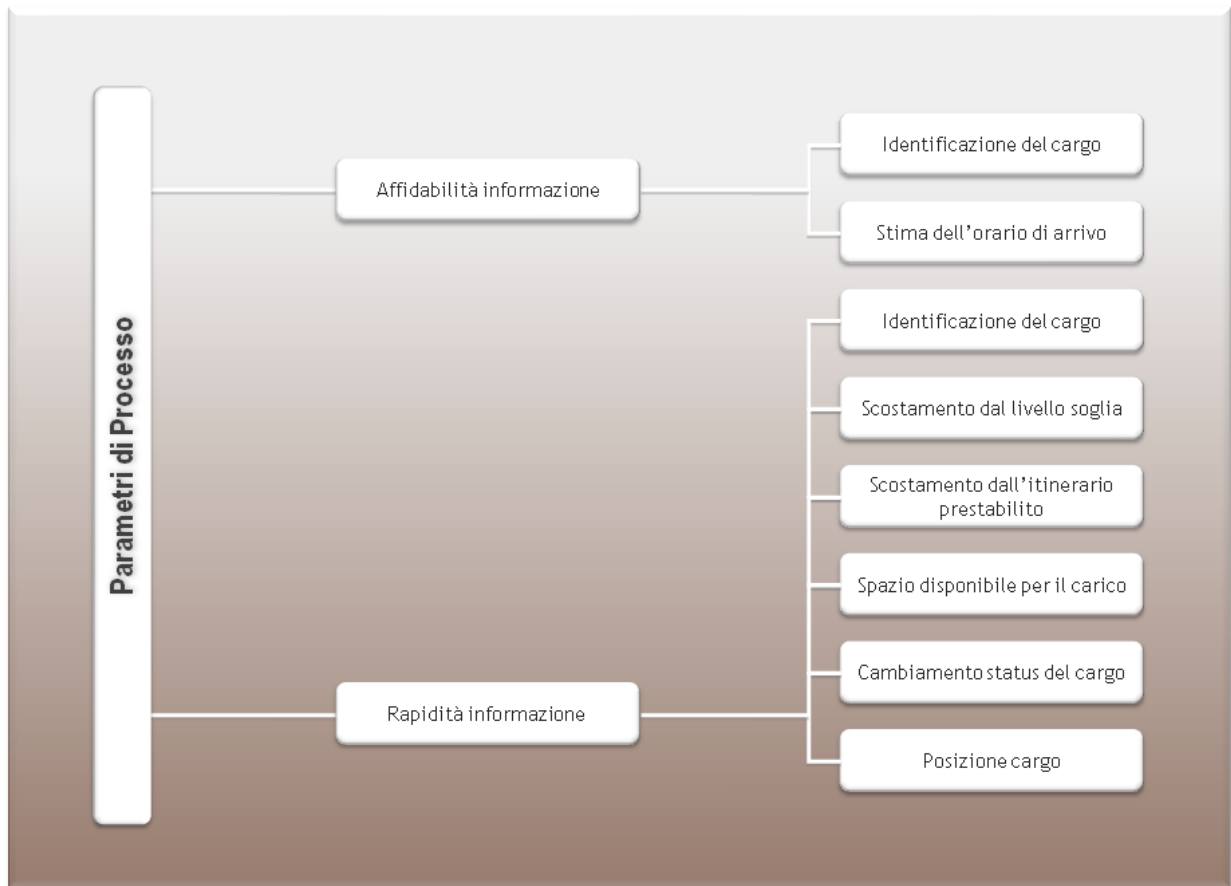 Parametri di Processo
Affidabilità informazione
Identificazione del cargo
Stima dell'orario di arrivo
Rapidità informazione
Identificazione del cargo
Scostamento dal livello soglia
Scostamento dall'itinerario
prestabilito
Spazio disponibile per il carico
Cambiamento status del cargo
Posizione cargo